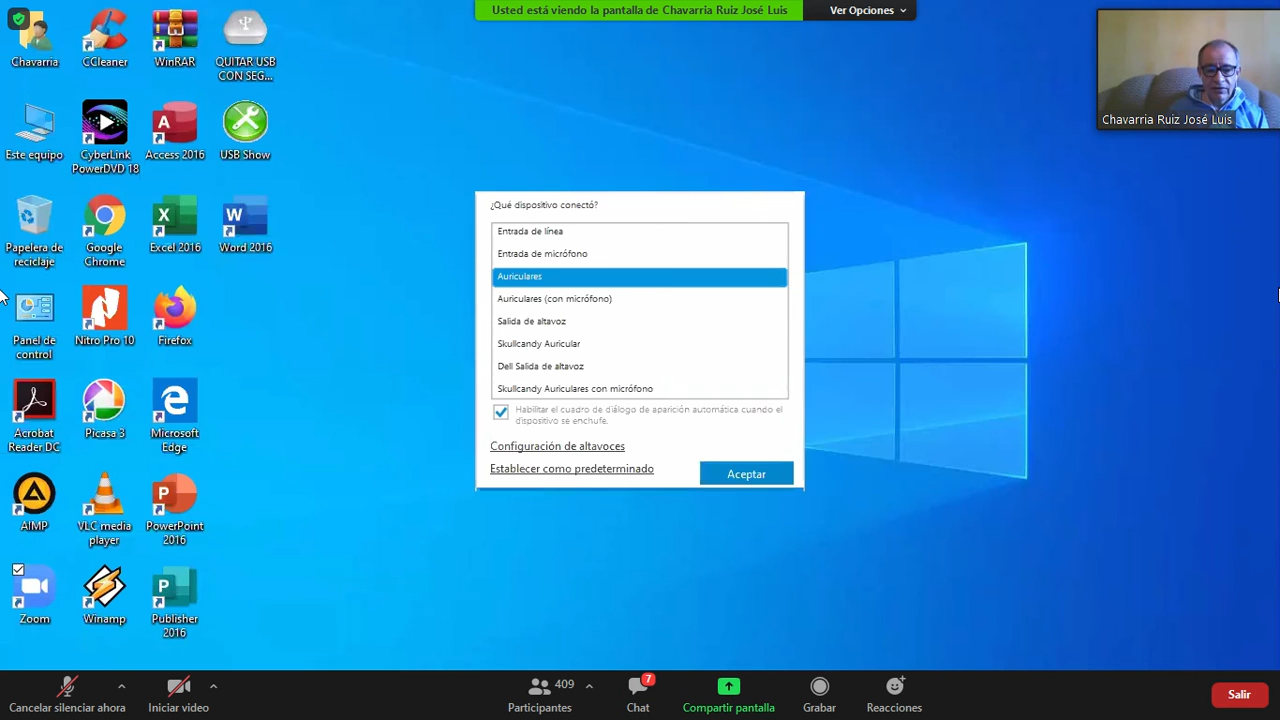 Usted está viendo la pantalla de Chavarria Ruiz José Luis
Ver Opciones
Chavarria Ruiz José Luis
Chavarria
CCleaner
WinRAR
QUITAR USB
CON SEG...
Este equipo
CyberLink
PowerDVD 18
Access 2016
USB Show
Papelera de
reciclaje
Google
Chrome
Excel 2016
Word 2016
Panel de
control
Nitro Pro 10
Firefox
Acrobat
Reader DC
Picasa 3
Microsoft
Edge
AIMP
VLC media
player
PowerPoint
2016
Zoom
Winamp
Publisher
2016
¿Qué dispositivo conectó?
Entrada de línea
Entrada de micrófono
Auriculares
Auriculares (con micrófono)
Salida de altavoz
Skullcandy Auricular
Dell Salida de altavoz
Skullcandy Auriculares con micrófono
Habilitar el cuadro de diálogo de aparición automática cuando el
dispositivo se enchufe.
Configuración de altavoces
Establecer como predeterminado
Aceptar
Cancelar silenciar ahora
Iniciar video
409
Participantes
7
Chat
Compartir pantalla
Grabar
Reacciones
Salir